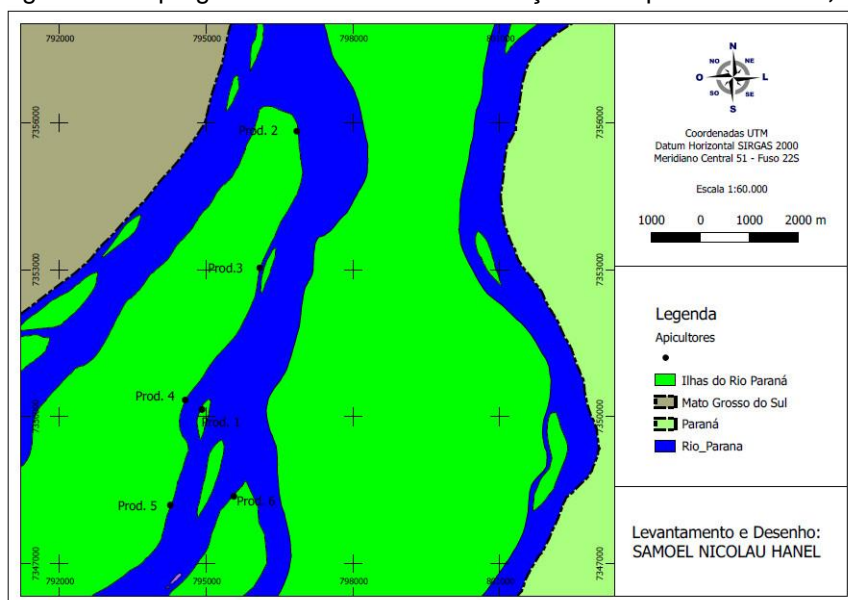 792000
795000
798000
7356000
7356000
Prod. 2
7353000
Prod.3
7353000
Prod. 4
7350000
Prod. 1
7350000
Prod. 5
Prod. 6
7347000
7347000
792000
795000
798000
N
NO
NE
O
L
SO
SE
S
Coordenadas UTM
Datum Horizontal SIRGAS 2000
Meridiano Central 51 - Fuso 22S
Escala 1:60.000
1000 0 1000 2000 m
Legenda
Apicultores
Ilhas do Rio Paraná
Mato Grosso do Sul
Paraná
Rio_Parana
Levantamento e Desenho:
SAMOEL NICOLAU HANEL